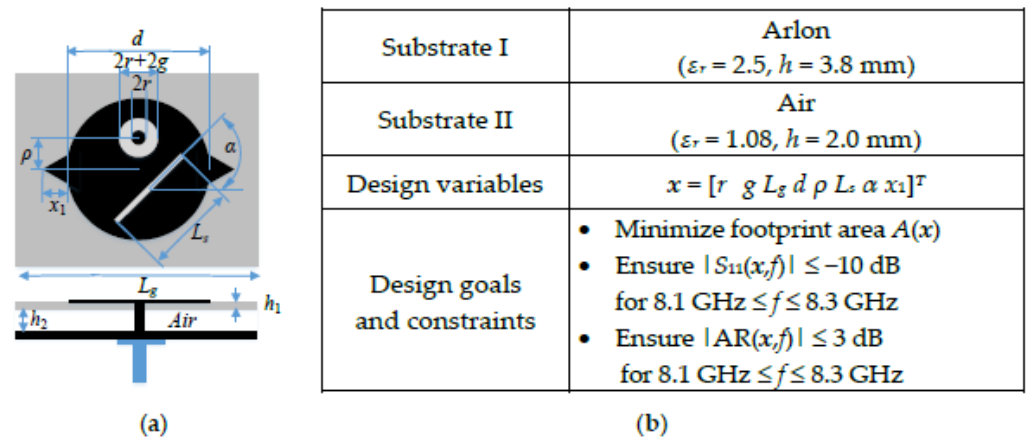 d
2r+2g
2r
ρ
α
x₁
Lₛ
L_g
h₁
h₂
Air
(a)
Substrate I
Arlon
(εᵣ = 2.5, h = 3.8 mm)
Substrate II
Air
(εᵣ = 1.08, h = 2.0 mm)
Design variables
x = [r g L_g d ρ Lₛ α x₁]ᵀ
Design goals
and constraints
• Minimize footprint area A(x)
• Ensure |S₁₁(x,f)| ≤ –10 dB
for 8.1 GHz ≤ f ≤ 8.3 GHz
• Ensure |AR(x,f)| ≤ 3 dB
for 8.1 GHz ≤ f ≤ 8.3 GHz
(b)